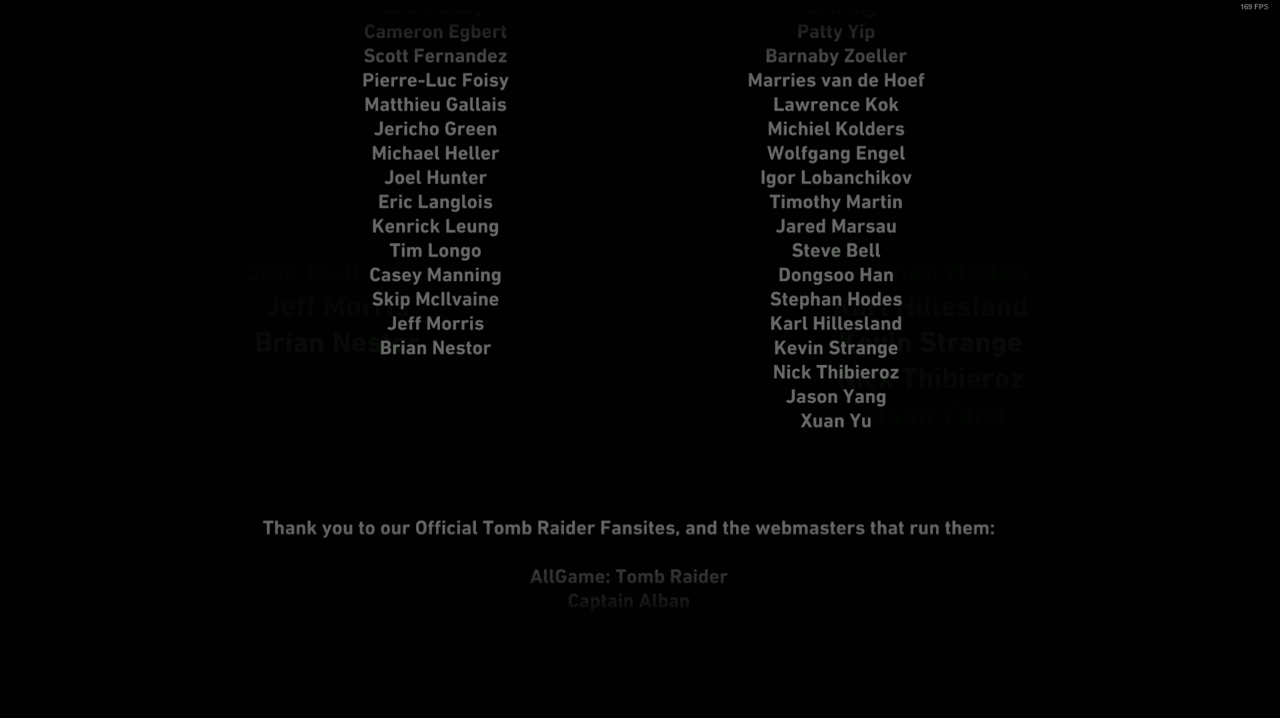 169 FPS
Cameron Egbert
Scott Fernandez
Pierre-Luc Foisy
Matthieu Gallais
Jericho Green
Michael Heller
Joel Hunter
Eric Langlois
Kenrick Leung
Tim Longo
Casey Manning
Skip McIlvaine
Jeff Morris
Brian Nestor
Patty Yip
Barnaby Zoeller
Marries van de Hoef
Lawrence Kok
Michiel Kolders
Wolfgang Engel
Igor Lobanchikov
Timothy Martin
Jared Marsau
Steve Bell
Dongsoo Han
Stephan Hodes
Karl Hillesland
Kevin Strange
Nick Thibieroz
Jason Yang
Xuan Yu
Thank you to our Official Tomb Raider Fansites, and the webmasters that run them:
AllGame: Tomb Raider
Captain Alban